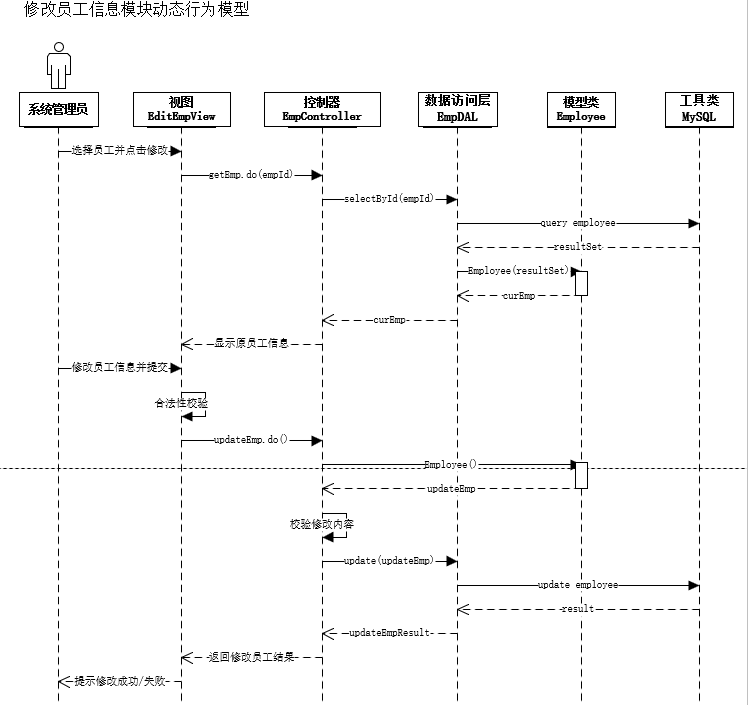 修改员工信息模块动态行为模型
系统管理员
视图
EditEmpView
控制器
EmpController
数据访问层
EmpDAL
模型类
Employee
工具类
MySQL
选择员工并点击修改
getEmp.do(empId)
selectById(empId)
query employee
resultSet
Employee(resultSet)
curEmp
curEmp
显示原员工信息
修改员工信息并提交
合法性校验
updateEmp.do()
Employee()
updateEmp
校验修改内容
update(updateEmp)
update employee
result
updateEmpResult
返回修改员工结果
提示修改成功/失败